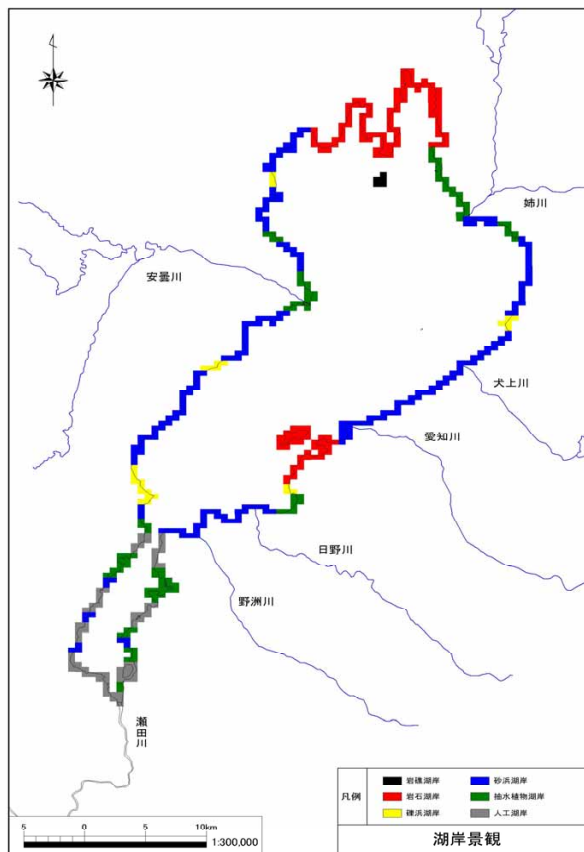 姉川
安曇川
犬上川
愛知川
日野川
野洲川
瀬田川
凡例
岩礁湖岸
砂浜湖岸
岩石湖岸
抽水植物湖岸
礫浜湖岸
人工湖岸
5 0 5 10km
1:300,000
湖岸景観